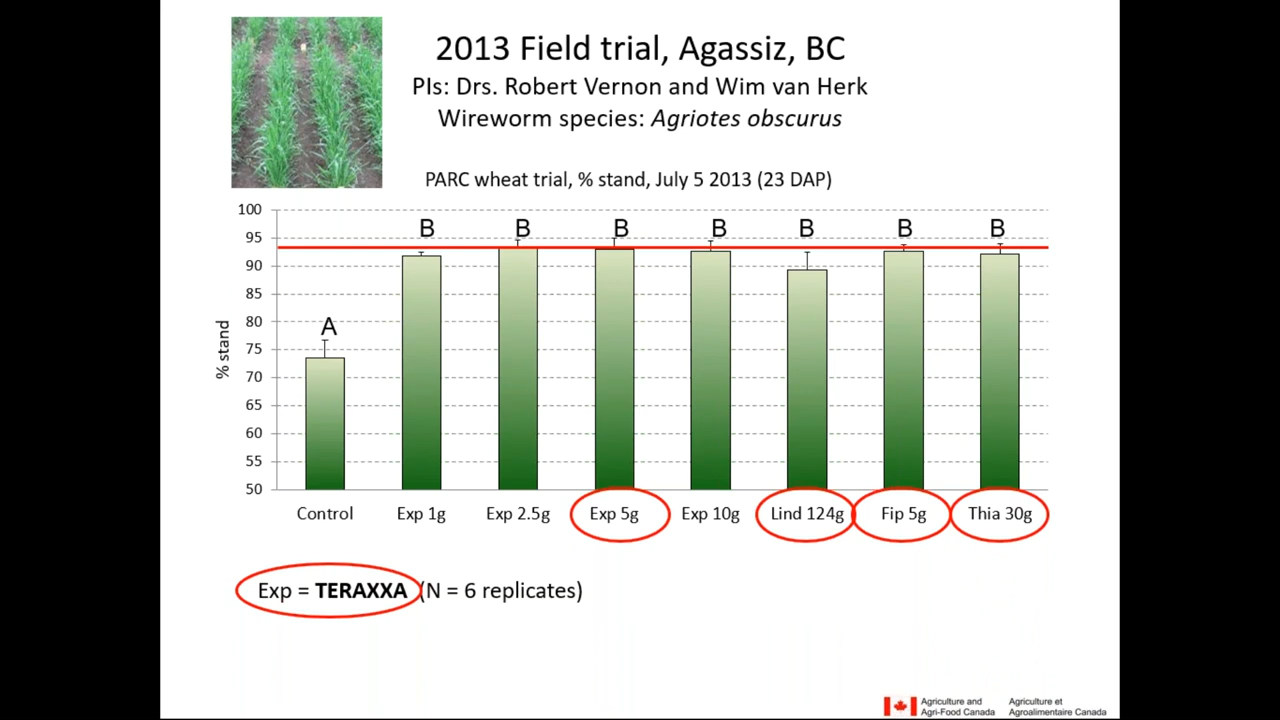 2013 Field trial, Agassiz, BC
PIs: Drs. Robert Vernon and Wim van Herk
Wireworm species: Agriotes obscurus
PARC wheat trial, % stand, July 5 2013 (23 DAP)
100
95
90
85
80
75
70
65
60
55
50
% stand
A
B
B
B
B
B
B
B
Control
Exp 1g
Exp 2.5g
Exp 5g
Exp 10g
Lind 124g
Fip 5g
Thia 30g
Exp = TERAXXA (N = 6 replicates)
Agriculture and
Agri-Food Canada
Agriculture et
Agroalimentaire Canada